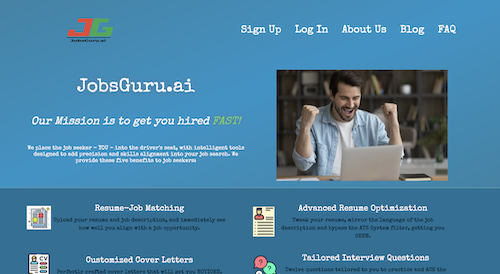 JG
JobsGuru.ai
Sign Up Log In About Us Blog FAQ
JobsGuru.ai
Our Mission is to get you hired FAST!
We place the job seeker - YOU - into the driver's seat, with intelligent tools
designed to add precision and skills alignment into your job search. We
provide these five benefits to job seekers:
Resume-Job Matching
Upload your resume and job description, and immediately see
how well you align with a job opportunity.
Advanced Resume Optimization
Tweak your resume, mirror the language of the job
description and bypass the ATS System filter, getting you
SEEN.
CV
Customized Cover Letters
Perfectly crafted cover letters that will get you NOTICED.
Tailored Interview Questions
Twelve questions tailored to you to practice and ATS the